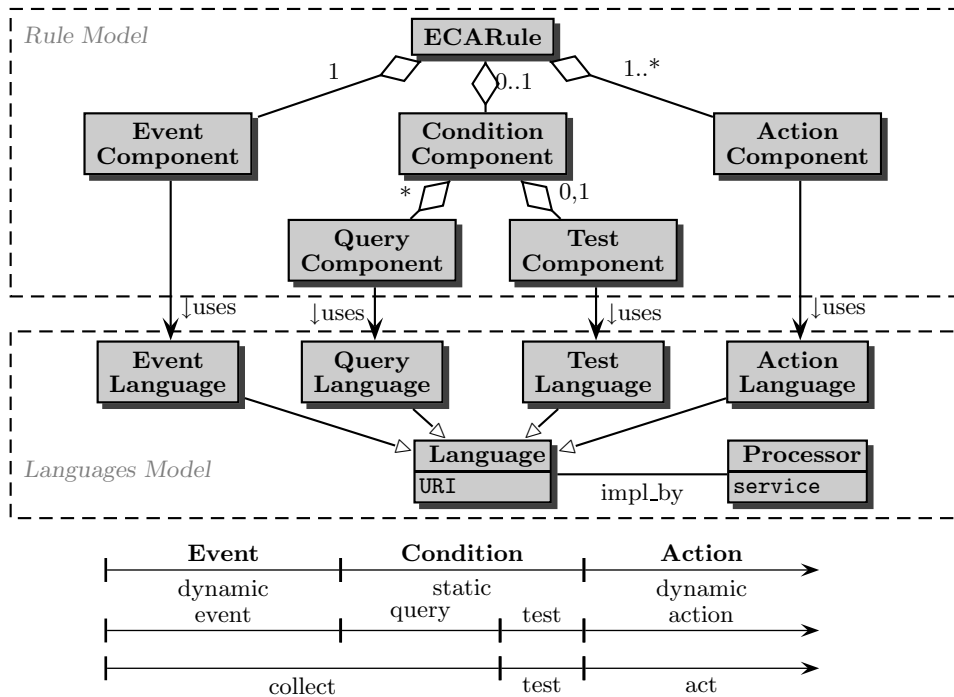 Rule Model
ECARule
1
0..1
1..*
Event
Component
Condition
Component
Action
Component
*
0,1
Query
Component
Test
Component
↓uses
↓uses
↓uses
↓uses
Event
Language
Query
Language
Test
Language
Action
Language
Languages Model
Language
URI
impl_by
Processor
service
Event Condition Action
dynamic static dynamic
event query test action
collect test act